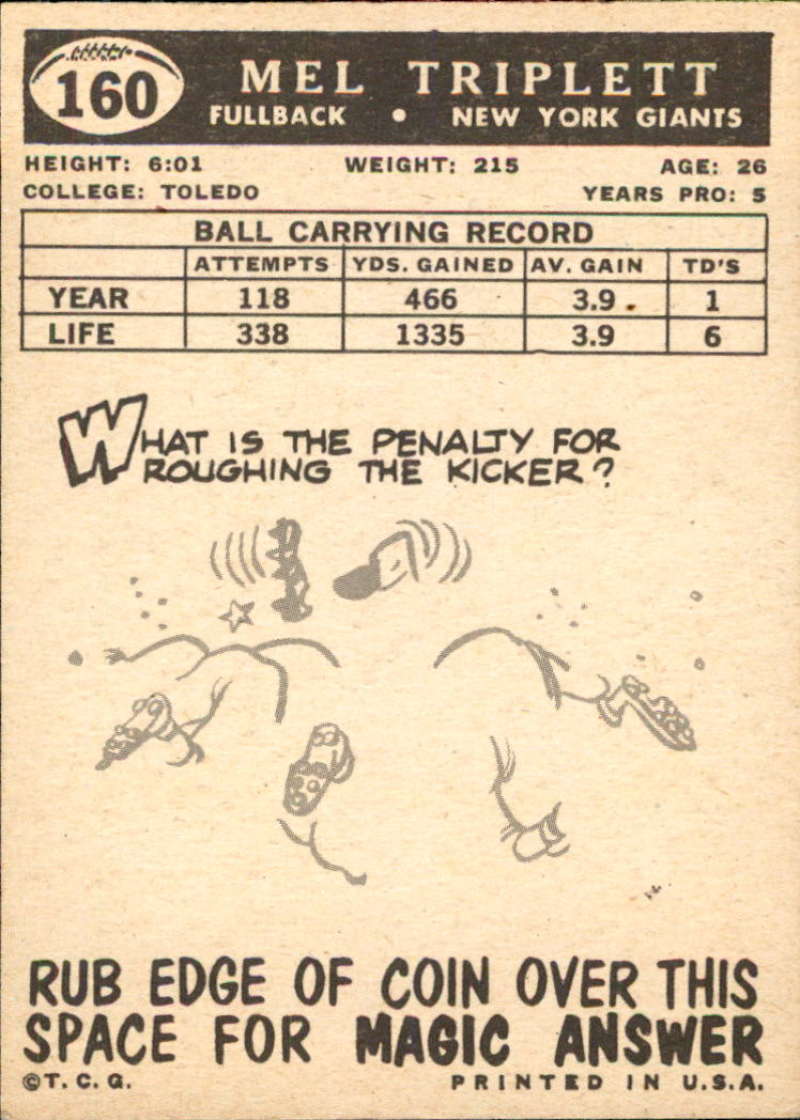 160
MEL TRIPLETT
FULLBACK • NEW YORK GIANTS
HEIGHT: 6:01 WEIGHT: 215 AGE: 26
COLLEGE: TOLEDO YEARS PRO: 5
BALL CARRYING RECORD
ATTEMPTS YDS. GAINED AV. GAIN TD'S
YEAR 118 466 3.9 1
LIFE 338 1335 3.9 6
WHAT IS THE PENALTY FOR
ROUGHING THE KICKER?
RUB EDGE OF COIN OVER THIS
SPACE FOR MAGIC ANSWER
©T. C. G. PRINTED IN U.S.A.